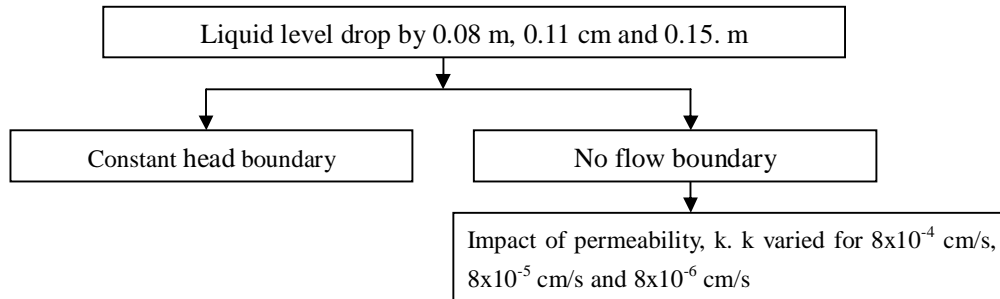 Liquid level drop by 0.08 m, 0.11 cm and 0.15. m
Constant head boundary
No flow boundary
Impact of permeability, k. k varied for 8x10⁻⁴ cm/s,
8x10⁻⁵ cm/s and 8x10⁻⁶ cm/s